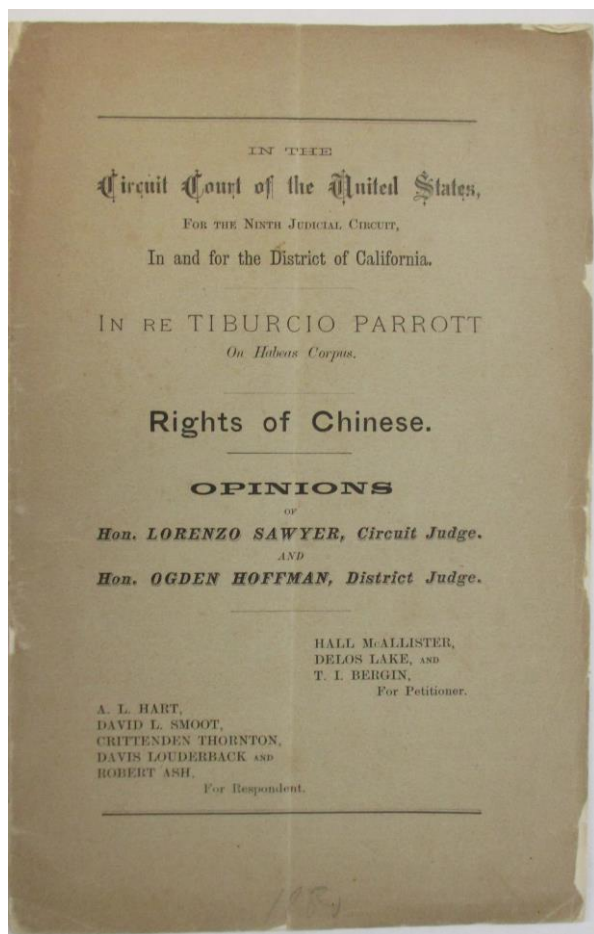 IN THE
Circuit Court of the United States,
FOR THE NINTH JUDICIAL CIRCUIT,
In and for the District of California.
IN RE TIBURCIO PARROTT
On Habeas Corpus.
Rights of Chinese.
OPINIONS
OF
Hon. LORENZO SAWYER, Circuit Judge.
AND
Hon. OGDEN HOFFMAN, District Judge.
HALL McALLISTER,
DELOS LAKE, AND
T. I. BERGIN,
For Petitioner.
A. L. HART,
DAVID L. SMOOT,
CRITTENDEN THORNTON,
DAVIS LOUDERBACK AND
ROBERT ASH,
For Respondent.